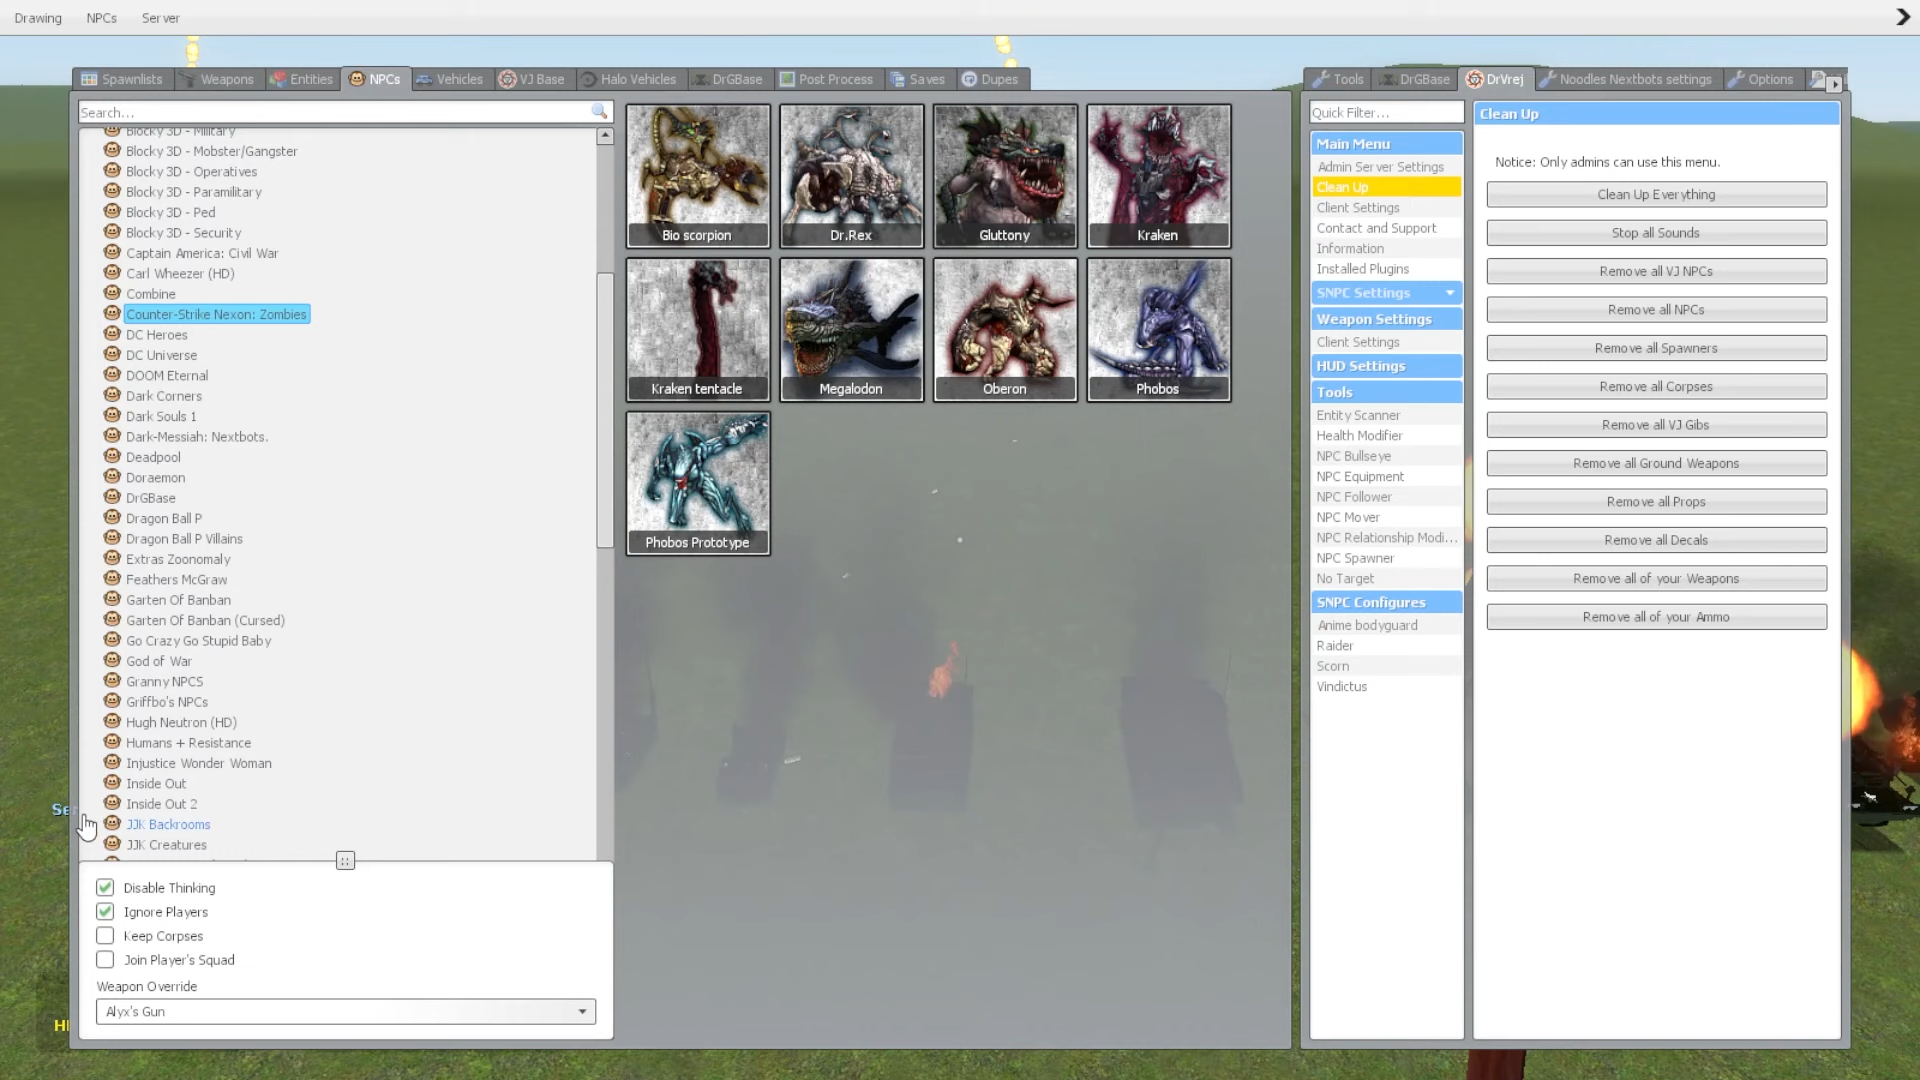 Drawing NPCs Server
Spawnlists Weapons Entities NPCs Vehicles VJ Base Halo Vehicles DrGBase Post Process Saves Dupes
Search...
Blocky 3D - Military
Blocky 3D - Mobster/Gangster
Blocky 3D - Operatives
Blocky 3D - Paramilitary
Blocky 3D - Ped
Blocky 3D - Security
Captain America: Civil War
Carl Wheezer (HD)
Combine
Counter-Strike Nexon: Zombies
DC Heroes
DC Universe
DOOM Eternal
Dark Corners
Dark Souls 1
Dark-Messiah: Nextbots.
Deadpool
Doraemon
DrGBase
Dragon Ball P
Dragon Ball P Villains
Extras Zoonomaly
Feathers McGraw
Garten Of Banban
Garten Of Banban (Cursed)
Go Crazy Go Stupid Baby
God of War
Granny NPCS
Griffbo's NPCs
Hugh Neutron (HD)
Humans + Resistance
Injustice Wonder Woman
Inside Out
Inside Out 2
JJK Backrooms
JJK Creatures
Disable Thinking
Ignore Players
Keep Corpses
Join Player's Squad
Weapon Override
Alyx's Gun
Bio scorpion Dr.Rex Gluttony Kraken
Kraken tentacle Megalodon Oberon Phobos
Phobos Prototype
Tools DrGBase DrVrej Noodles Nextbots settings Options
Quick Filter...
Main Menu
Admin Server Settings
Clean Up
Client Settings
Contact and Support
Information
Installed Plugins
SNPC Settings
Weapon Settings
Client Settings
HUD Settings
Tools
Entity Scanner
Health Modifier
NPC Bullseye
NPC Equipment
NPC Follower
NPC Mover
NPC Relationship Modi...
NPC Spawner
No Target
SNPC Configures
Anime bodyguard
Raider
Scorn
Vindictus
Clean Up
Notice: Only admins can use this menu.
Clean Up Everything
Stop all Sounds
Remove all VJ NPCs
Remove all NPCs
Remove all Spawners
Remove all Corpses
Remove all VJ Gibs
Remove all Ground Weapons
Remove all Props
Remove all Decals
Remove all of your Weapons
Remove all of your Ammo